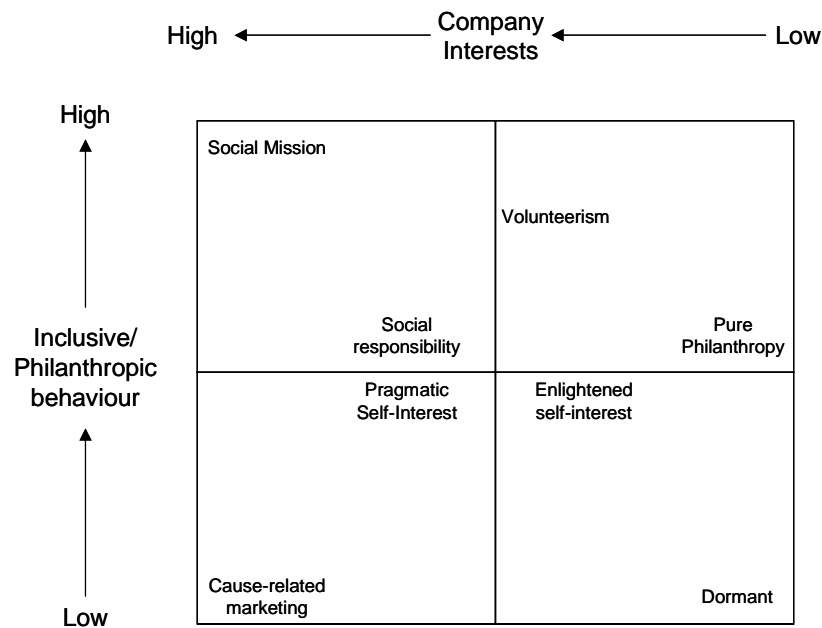 Company
Interests
High
Low
High
Social Mission
Volunteerism
Social
responsibility
Pure
Philanthropy
Inclusive/
Philanthropic
behaviour
Pragmatic
Self-Interest
Enlightened
self-interest
Cause-related
marketing
Dormant
Low